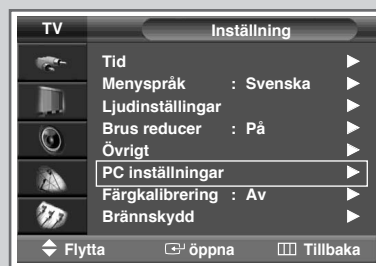 TV Inställning
Tid
Menyspråk : Svenska
Ljudinställingar
Brus reducer : På
Övrigt
PC inställningar
Färgkalibrering : Av
Brännskydd
Flytta öppna Tillbaka